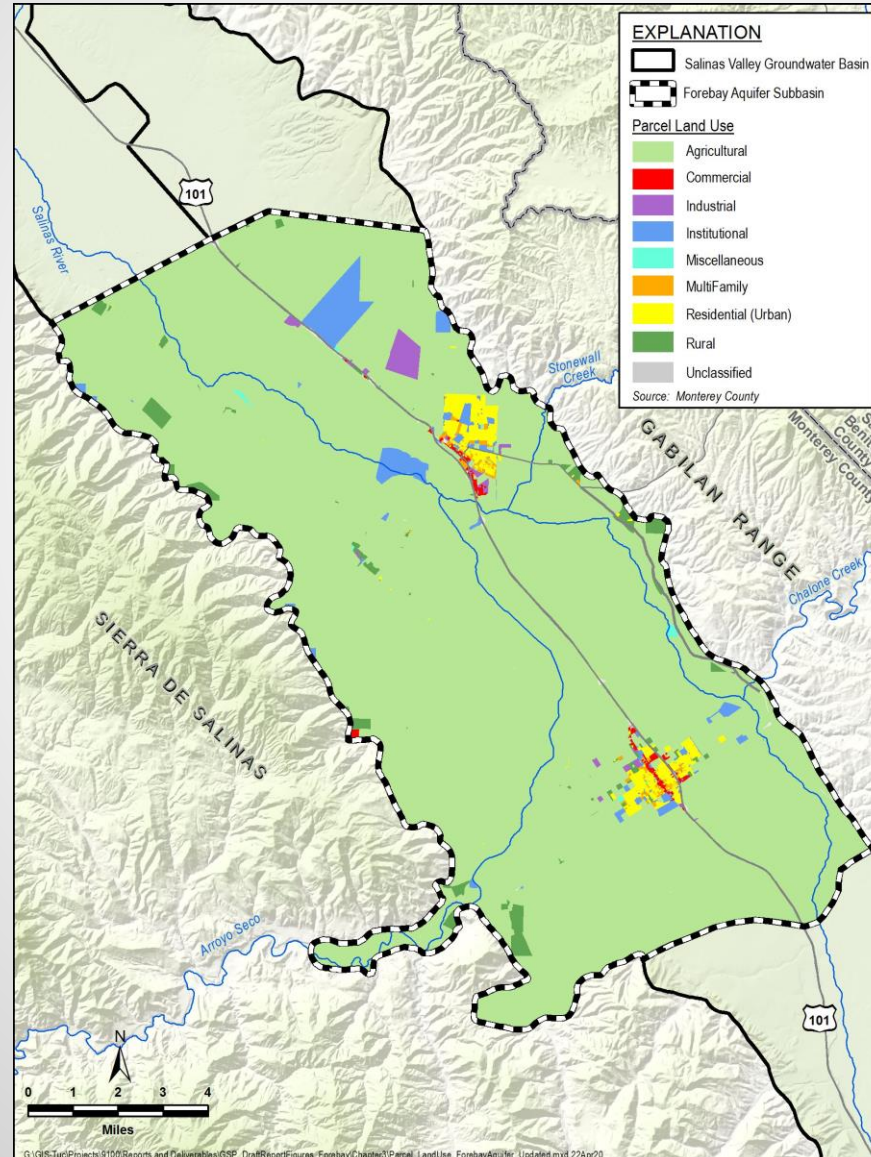 EXPLANATION
Salinas Valley Groundwater Basin
Forebay Aquifer Subbasin
Parcel Land Use
Agricultural
Commercial
Industrial
Institutional
Miscellaneous
MultiFamily
Residential (Urban)
Rural
Unclassified
Source: Monterey County
101
Salinas River
Stonewall
Creek
County
Monterey County
GABILAN RANGE
Chalone Creek
SIERRA DE SALINAS
Arroyo Seco
101
N
0 1 2 3 4
Miles